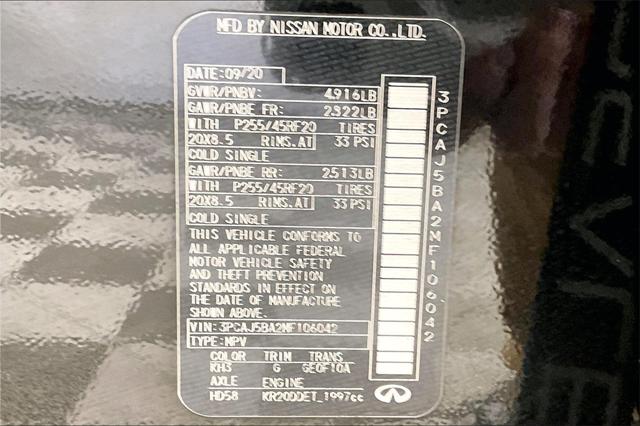 MFD BY NISSAN MOTOR CO.,LTD.
DATE:09/20
GVWR/PNBV: 4916LB
GAWR/PNBE FR: 2322LB
WITH P255/45RF20 TIRES
20X8.5 RIMS.AT 33 PSI
COLD SINGLE
GAWR/PNBE RR: 2513LB
WITH P255/45RF20 TIRES
20X8.5 RIMS.AT 33 PSI
COLD SINGLE
THIS VEHICLE CONFORMS TO
ALL APPLICABLE FEDERAL
MOTOR VEHICLE SAFETY
AND THEFT PREVENTION
STANDARDS IN EFFECT ON
THE DATE OF MANUFACTURE
SHOWN ABOVE.
VIN: 3PCAJ5BA2MF106042
TYPE: MPV
COLOR TRIM TRANS
KH3 G GEOF10A
AXLE ENGINE
HD58 KR20DDET_1997cc
3PCAJ5BA2MF106042